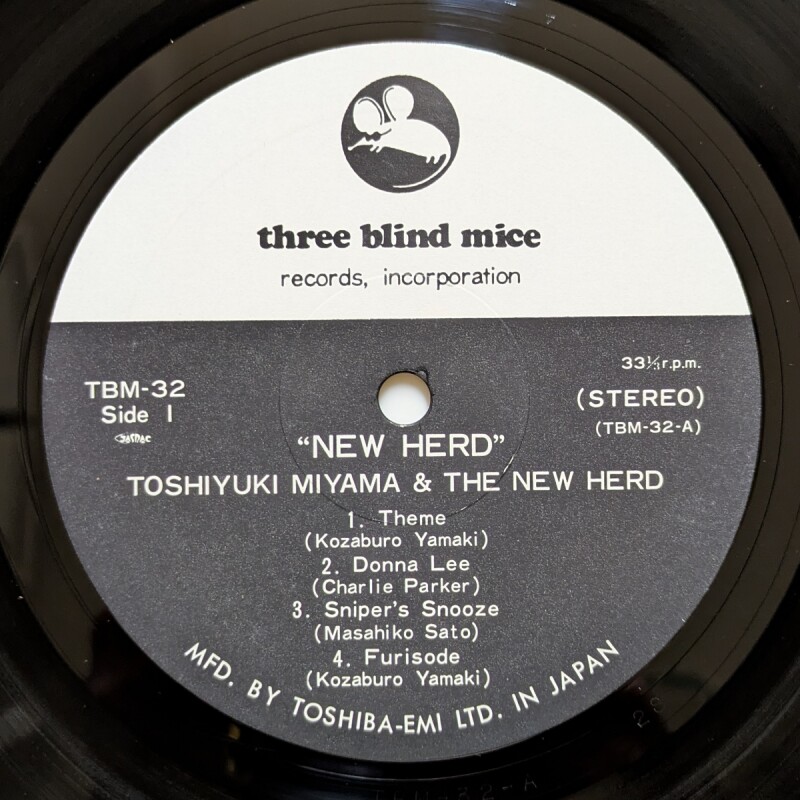 three blind mice
records, incorporation
33⅓ r.p.m.
TBM-32
(STEREO)
Side 1
(TBM-32-A)
“NEW HERD”
TOSHIYUKI MIYAMA & THE NEW HERD
1. Theme
(Kozaburo Yamaki)
2. Donna Lee
(Charlie Parker)
3. Sniper's Snooze
(Masahiko Sato)
4. Furisode
(Kozaburo Yamaki)
MFD. BY TOSHIBA-EMI LTD. IN JAPAN